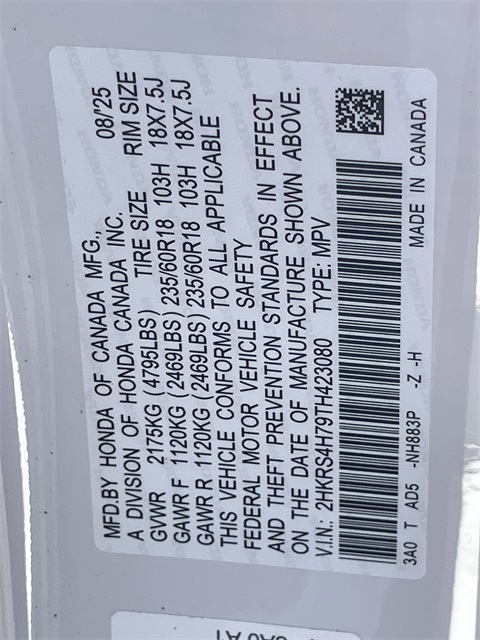 MFD.BY HONDA OF CANADA MFG., 08/25
A DIVISION OF HONDA CANADA INC.
TIRE SIZE RIM SIZE
GVWR 2175KG (4795LBS)
GAWR F 1120KG (2469LBS) 235/60R18 103H 18X7.5J
GAWR R 1120KG (2469LBS) 235/60R18 103H 18X7.5J
THIS VEHICLE CONFORMS TO ALL APPLICABLE
FEDERAL MOTOR VEHICLE SAFETY
AND THEFT PREVENTION STANDARDS IN EFFECT
ON THE DATE OF MANUFACTURE SHOWN ABOVE.
V.I.N.: 2HKRS4H79TH423080 TYPE: MPV
3A0 T AD5 -NH883P -Z -H MADE IN CANADA